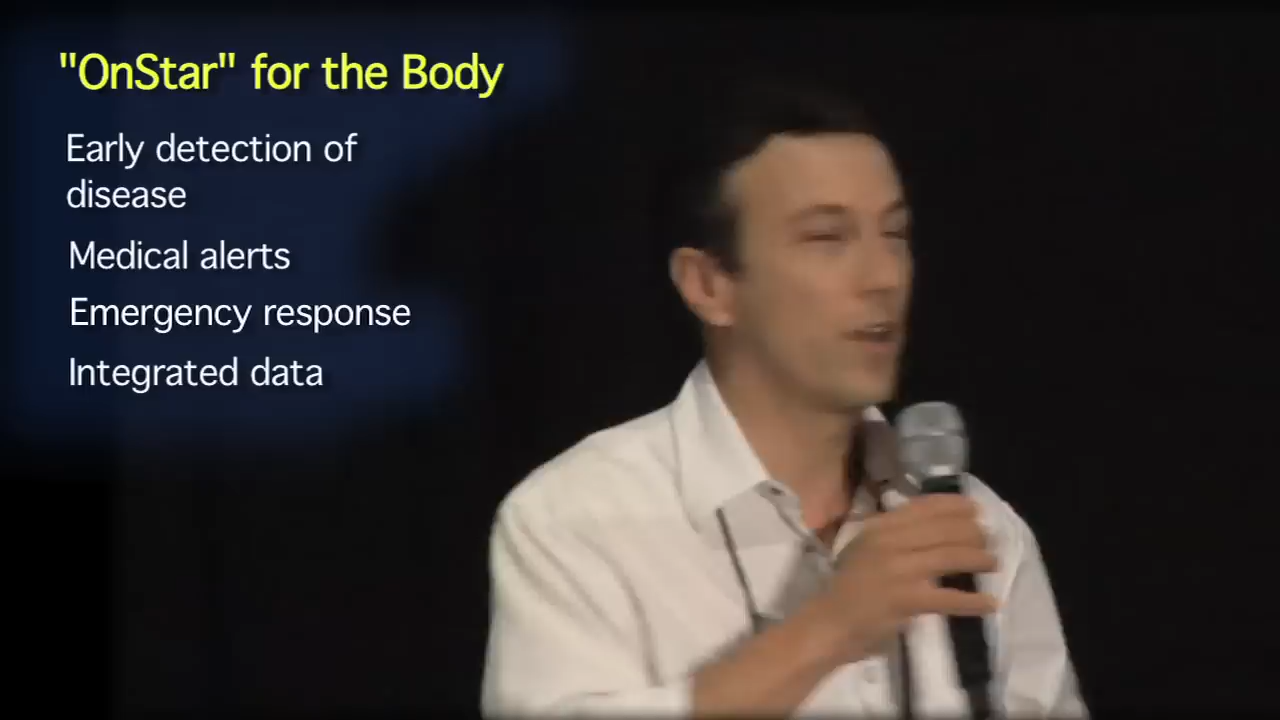 "OnStar" for the Body
Early detection of
disease
Medical alerts
Emergency response
Integrated data